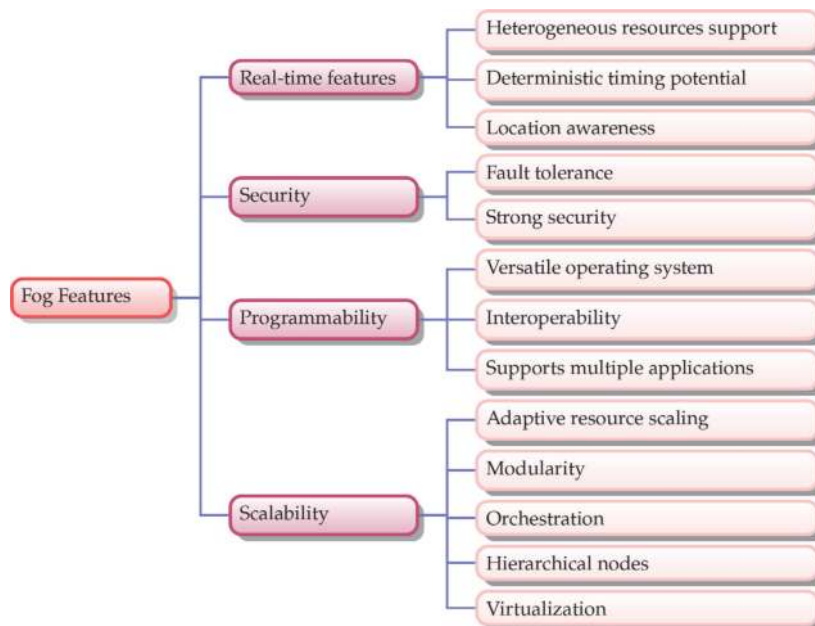 Fog Features
Real-time features
Heterogeneous resources support
Deterministic timing potential
Location awareness
Security
Fault tolerance
Strong security
Programmability
Versatile operating system
Interoperability
Supports multiple applications
Scalability
Adaptive resource scaling
Modularity
Orchestration
Hierarchical nodes
Virtualization